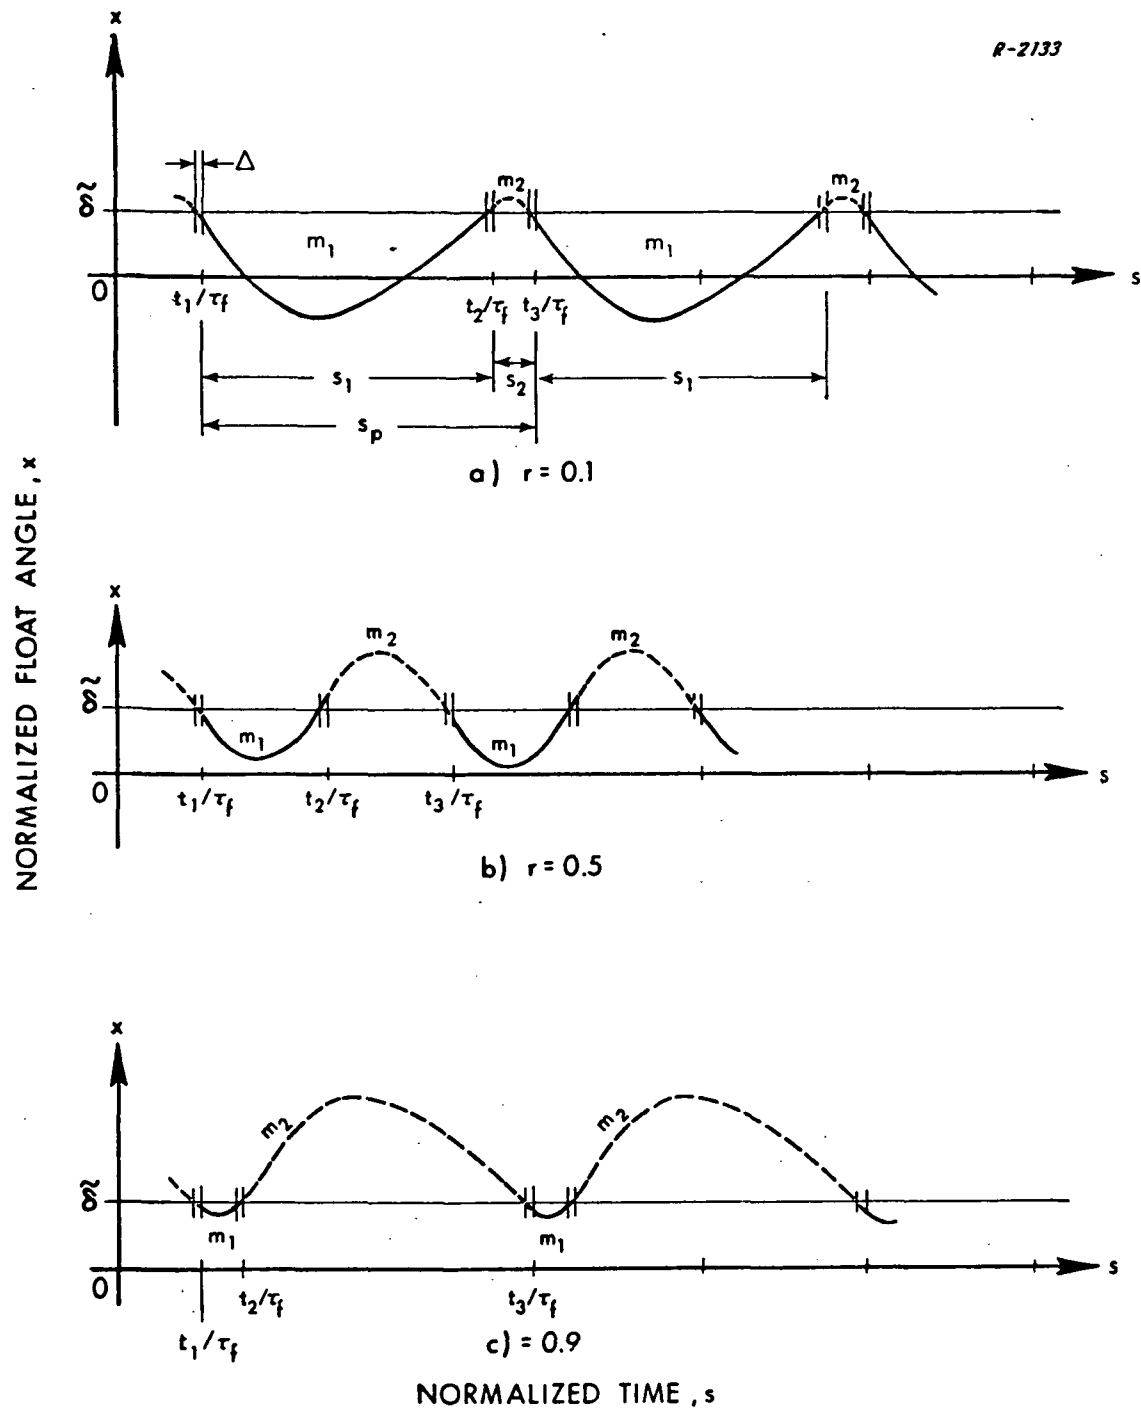 x
R-2133
Δ
δ̃
m₂
m₂
m₁
m₁
0
s
t₁/τf
t₂/τf
t₃/τf
s₁
s₂
s₁
sp
a) r = 0.1
NORMALIZED FLOAT ANGLE, x
x
m₂
m₂
δ̃
m₁
m₁
0
s
t₁/τf
t₂/τf
t₃/τf
b) r = 0.5
x
m₂
m₂
δ̃
m₁
m₁
0
s
t₂/τf
t₃/τf
t₁/τf
c) = 0.9
NORMALIZED TIME, s